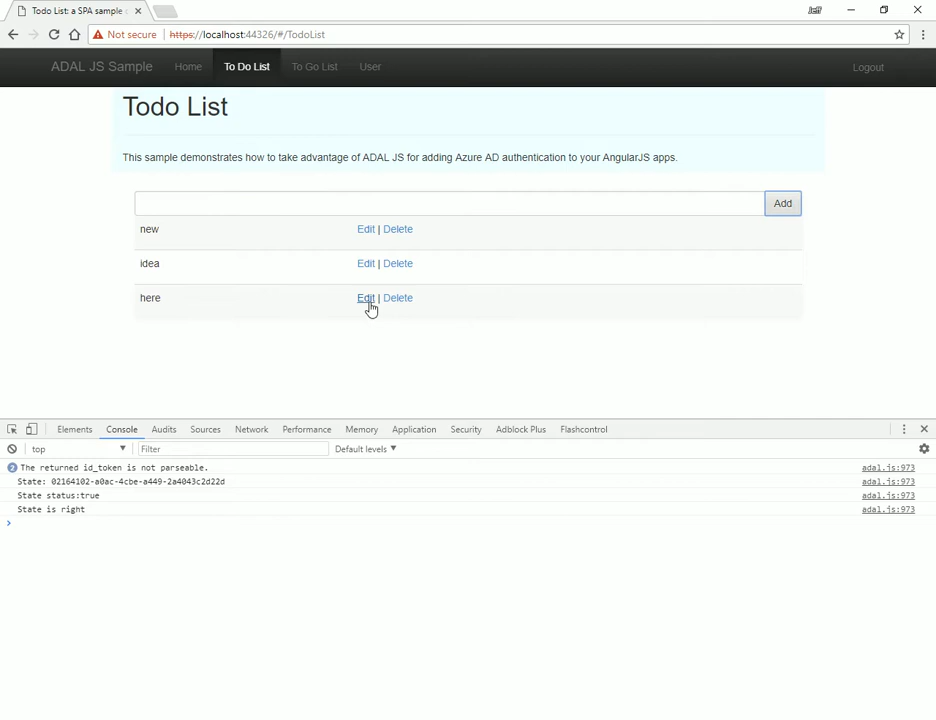 Todo List: a SPA sample
Not secure https://localhost:44326/#/TodoList
ADAL JS Sample Home To Do List To Go List User Logout
Todo List
This sample demonstrates how to take advantage of ADAL JS for adding Azure AD authentication to your AngularJS apps.
Add
new Edit | Delete
idea Edit | Delete
here Edit | Delete
Elements Console Audits Sources Network Performance Memory Application Security Adblock Plus Flashcontrol
top Filter Default levels
2 The returned id_token is not parseable. adal.js:973
State: 02164102-a0ac-4cbe-a449-2a4043c2d22d adal.js:973
State status:true adal.js:973
State is right adal.js:973